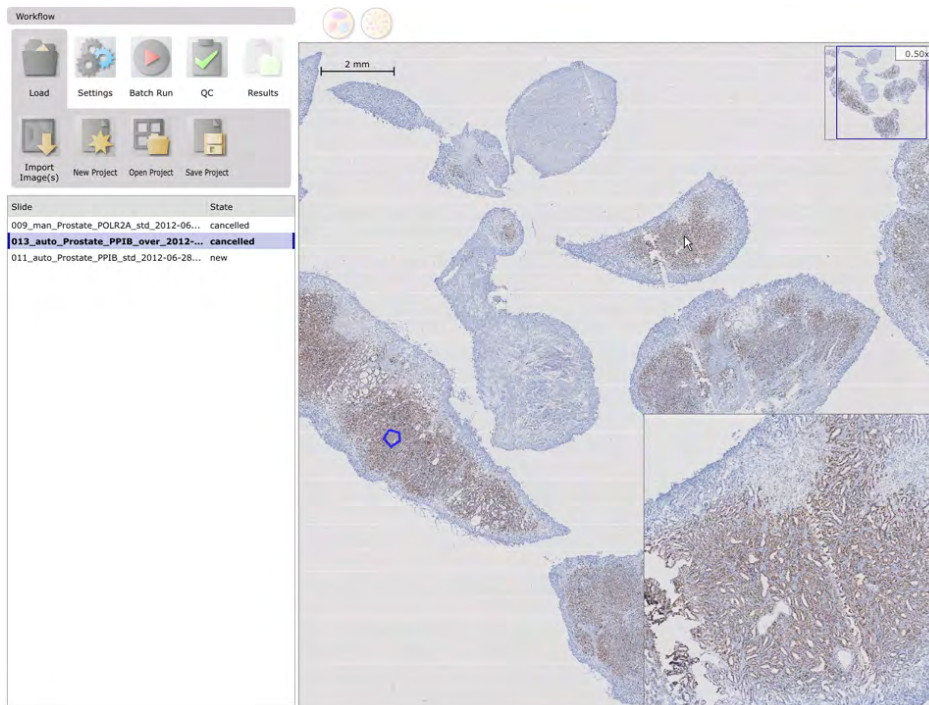 Workflow
Load Settings Batch Run QC Results
Import Image(s) New Project Open Project Save Project
Slide State
009_man_Prostate_POLR2A_std_2012-06... cancelled
013_auto_Prostate_PPIB_over_2012-... cancelled
011_auto_Prostate_PPIB_std_2012-06-28... new
2 mm
0.50x